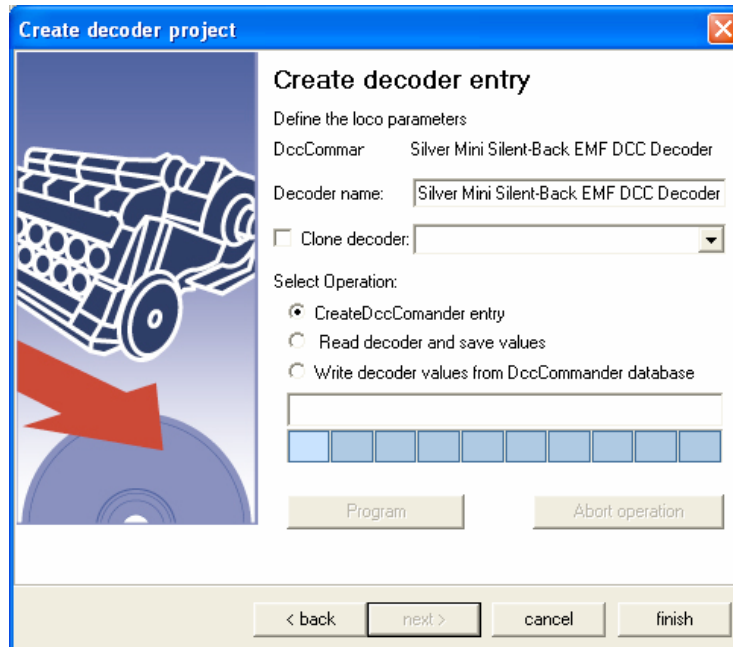 Create decoder project
Create decoder entry
Define the loco parameters
DccCommar Silver Mini Silent-Back EMF DCC Decoder
Decoder name: Silver Mini Silent-Back EMF DCC Decoder
Clone decoder:
Select Operation:
CreateDccComander entry
Read decoder and save values
Write decoder values from DccCommander database
Program Abort operation
< back next > cancel finish